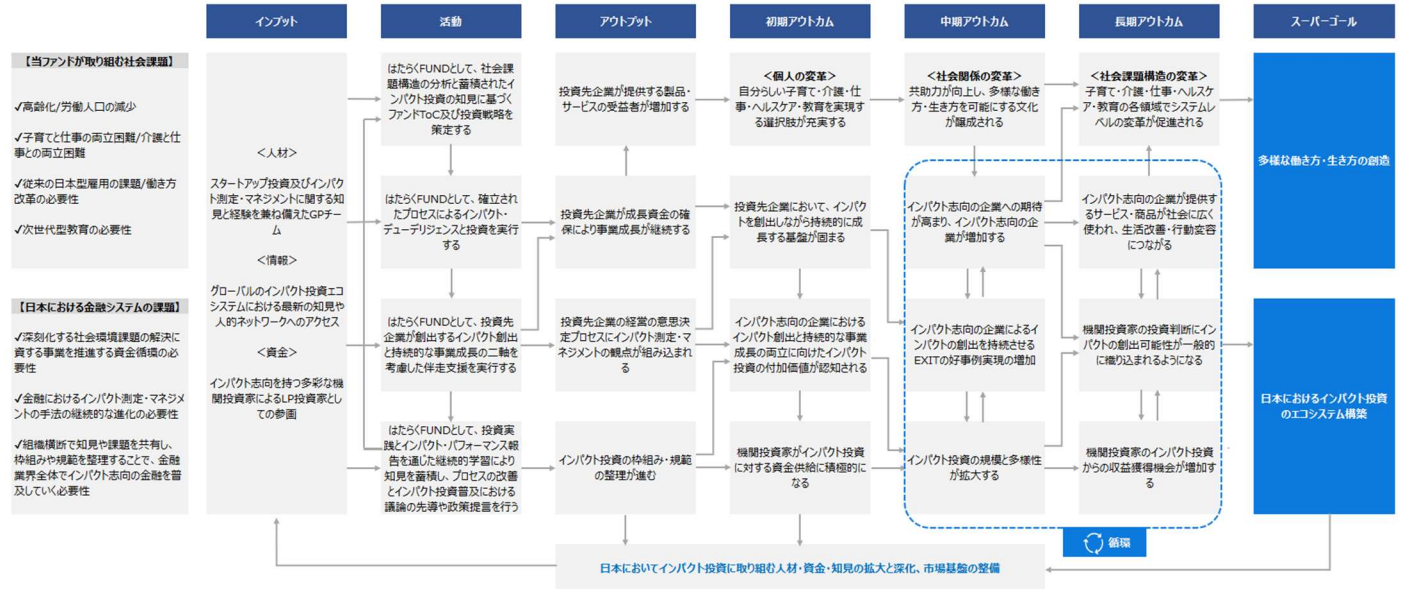 インプット
活動
アウトプット
初期アウトカム
中期アウトカム
長期アウトカム
スーパーゴール
【当ファンドが取り組む社会課題】
✓高齢化/労働人口の減少
✓子育てと仕事の両立困難/介護と仕
事との両立困難
✓従来の日本型雇用の課題/働き方
改革の必要性
✓次世代型教育の必要性
【日本における金融システムの課題】
✓深刻化する社会環境課題の解決に
資する事業を推進する資金循環の必
要性
✓金融におけるインパクト測定・マネジメ
ントの手法の継続的な進化の必要性
✓組織横断で知見や課題を共有し、
枠組みや規範を整理することで、金融
業界全体でインパクト志向の金融を普
及していく必要性
＜人材＞
スタートアップ投資及びインパク
ト測定・マネジメントに関する知
見と経験を兼ね備えたGPチー
ム
＜情報＞
グローバルのインパクト投資エコ
システムにおける最新の知見や
人的ネットワークへのアクセス
＜資金＞
インパクト志向を持つ多彩な機
関投資家によるLP投資家とし
ての参画
はたらくFUNDとして、社会課
題構造の分析と蓄積されたイ
ンパクト投資の知見に基づく
ファンドToC及び投資戦略を
策定する
はたらくFUNDとして、確立され
たプロセスによるインパクト・
デューデリジェンスと投資を実行
する
はたらくFUNDとして、投資先
企業が創出するインパクト創出
と持続的な事業成長の二軸を
考慮した伴走支援を実行する
はたらくFUNDとして、投資実
践とインパクト・パフォーマンス報
告を通じた継続的学習により
知見を蓄積し、プロセスの改善
とインパクト投資普及における
議論の先導や政策提言を行う
投資先企業が提供する製品・
サービスの受益者が増加する
投資先企業が成長資金の確
保により事業成長が継続する
投資先企業の経営の意思決
定プロセスにインパクト測定・マ
ネジメントの観点が組み込まれ
る
インパクト投資の枠組み・規範
の整理が進む
＜個人の変革＞
自分らしい子育て・介護・仕
事・ヘルスケア・教育を実現す
る選択肢が充実する
投資先企業において、インパク
トを創出しながら持続的に成
長する基盤が固まる
インパクト志向の企業における
インパクト創出と持続的な事業
成長の両立に向けたインパクト
投資の付加価値が認知される
機関投資家がインパクト投資
に対する資金供給に積極的に
なる
＜社会関係の変革＞
共助力が向上し、多様な働き
方・生き方を可能にする文化
が醸成される
インパクト志向の企業への期待
が高まり、インパクト志向の企
業が増加する
インパクト志向の企業によるイ
ンパクトの創出を持続させる
EXITの好事例実現の増加
インパクト投資の規模と多様性
が拡大する
＜社会課題構造の変革＞
子育て・介護・仕事・ヘルスケ
ア・教育の各領域でシステムレ
ベルの変革が促進される
インパクト志向の企業が提供す
るサービス・商品が社会に広く
使われ、生活改善・行動変容
につながる
機関投資家の投資判断にイン
パクトの創出可能性が一般的
に織り込まれるようになる
機関投資家がインパクト投資
からの収益獲得機会が増加す
る
多様な働き方・生き方の創造
日本におけるインパクト投資
のエコシステム構築
循環
日本においてインパクト投資に取り組む人材・資金・知見の拡大と深化、市場基盤の整備